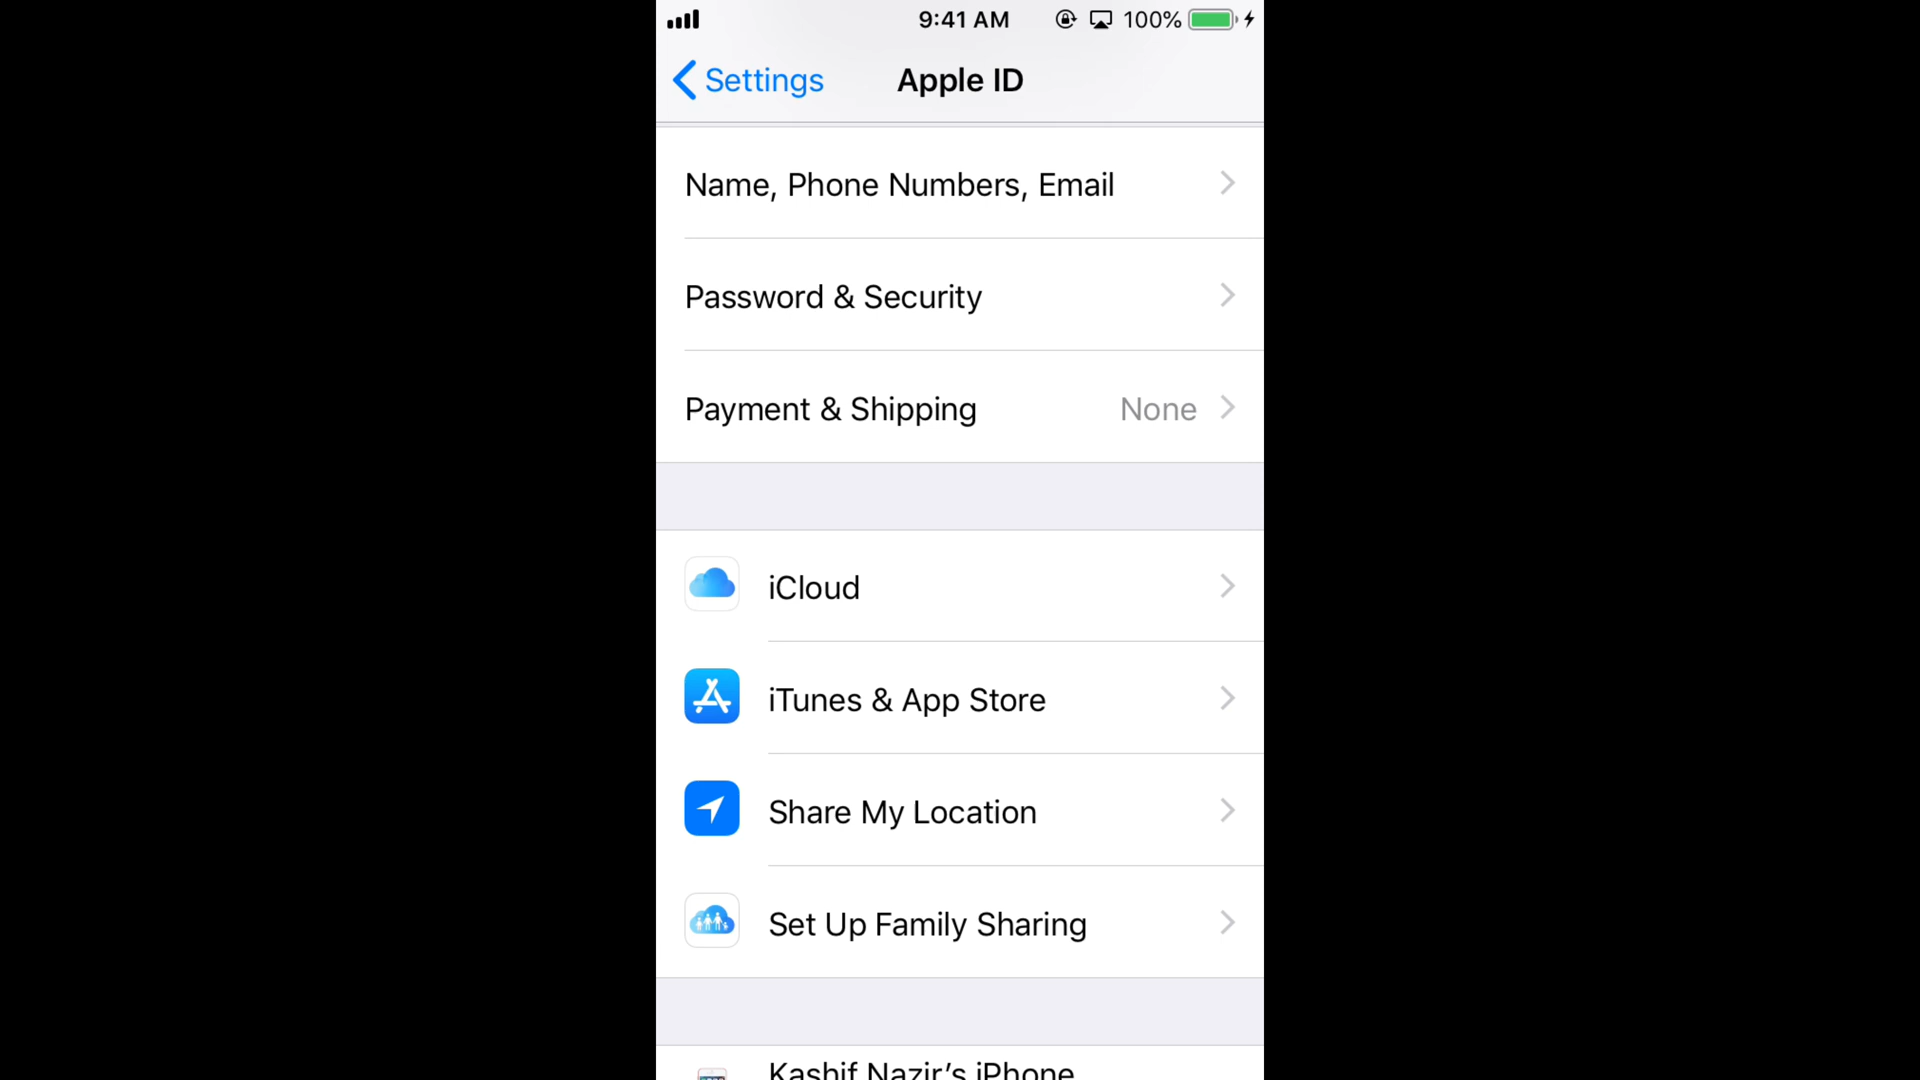 9:41 AM
100%
Settings
Apple ID
Name, Phone Numbers, Email
Password & Security
Payment & Shipping
None
iCloud
iTunes & App Store
Share My Location
Set Up Family Sharing
Kashif Nazir’s iPhone